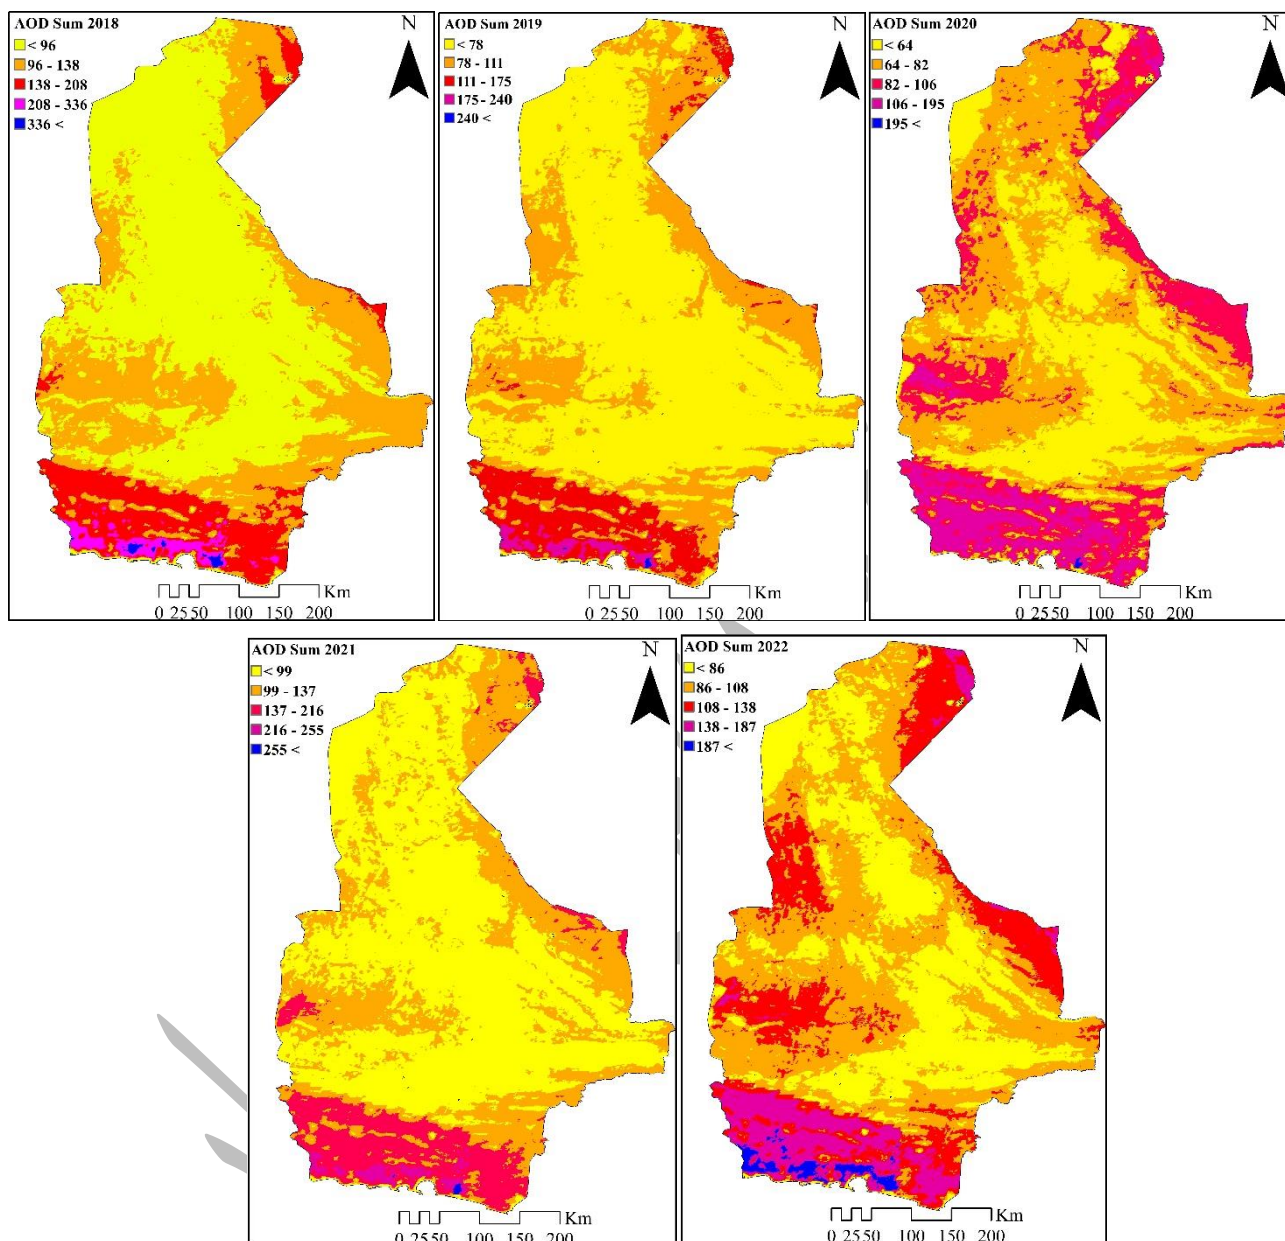 AOD Sum 2018
N
< 96
96 - 138
138 - 208
208 - 336
336 <
Km
0 25 50 100 150 200
AOD Sum 2019
N
< 78
78 - 111
111 - 175
175 - 240
240 <
Km
0 25 50 100 150 200
AOD Sum 2020
N
< 64
64 - 82
82 - 106
106 - 195
195 <
Km
0 25 50 100 150 200
AOD Sum 2021
N
< 99
99 - 137
137 - 216
216 - 255
255 <
Km
0 25 50 100 150 200
AOD Sum 2022
N
< 86
86 - 108
108 - 138
138 - 187
187 <
Km
0 25 50 100 150 200